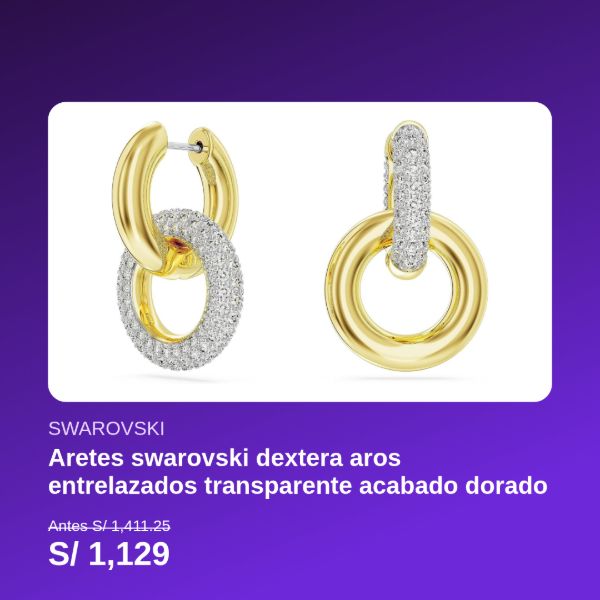 SWAROVSKI
Aretes swarovski dextera aros
entrelazados transparente acabado dorado
Antes S/ 1,411.25
S/ 1,129